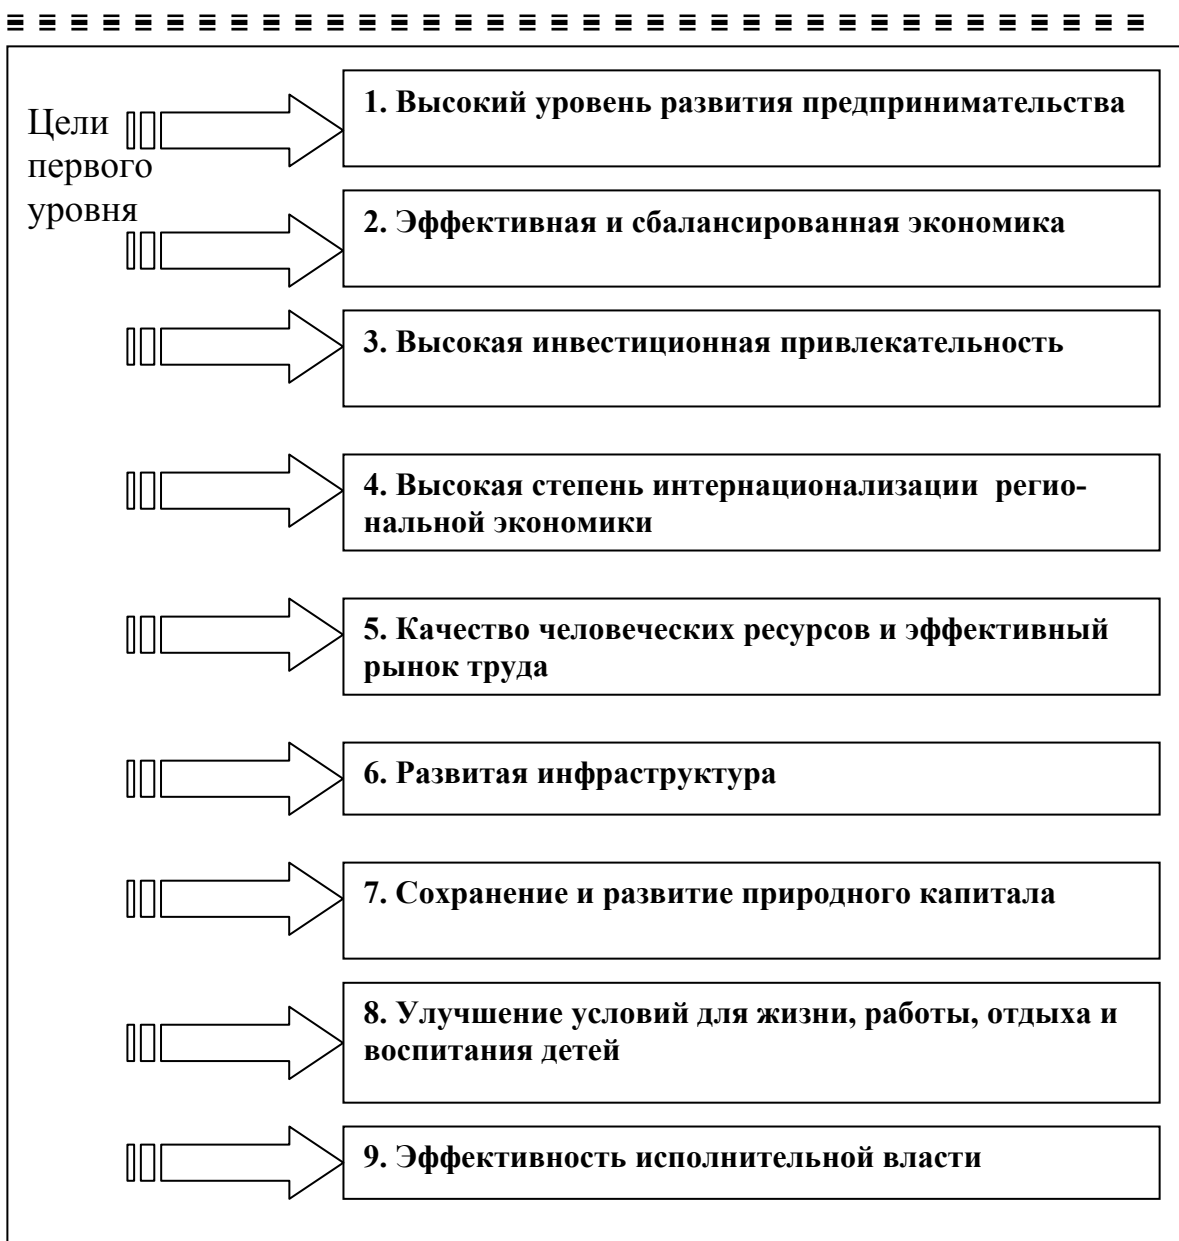 Цели
первого
уровня
1. Высокий уровень развития предпринимательства
2. Эффективная и сбалансированная экономика
3. Высокая инвестиционная привлекательность
4. Высокая степень интернационализации регио-
нальной экономики
5. Качество человеческих ресурсов и эффективный
рынок труда
6. Развитая инфраструктура
7. Сохранение и развитие природного капитала
8. Улучшение условий для жизни, работы, отдыха и
воспитания детей
9. Эффективность исполнительной власти